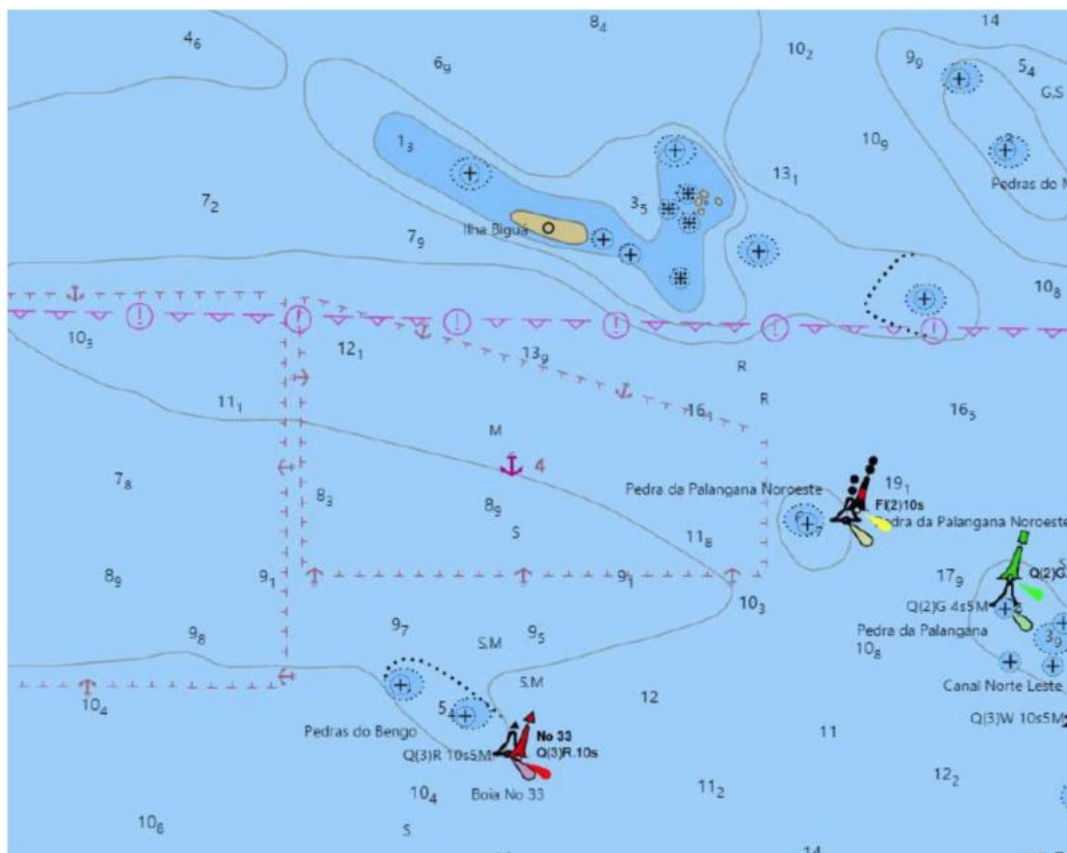 8₄
14
4₆
10₂
9₉
5₄
6₉
G,S
1₃
10₉
13₁
Pedras do M
7₂
3₅
Ilha Biguá
7₉
10₈
10₃
12₁
13₉
R
R
11₁
16₁
16₅
M
4
7₈
8₃
8₉
Pedra da Palangana Noroeste
19₁
Fl(2)10s
edra da Palangana Noroeste
S
11₈
8₉
9₁
9₁
17₉
Q(2)G
10₃
Q(2)G 4s5M
9₇
9₅
Pedra da Palangana
3₉
9₈
S.M
10₈
S.M
Canal Norte Leste
10₄
5₄
12
Pedras do Bengo
No 33
11
Q(3)W 10s5M
Q(3)R 10s5M
Q(3)R.10s
12₂
10₄
Boia No 33
11₂
10₈
S
14